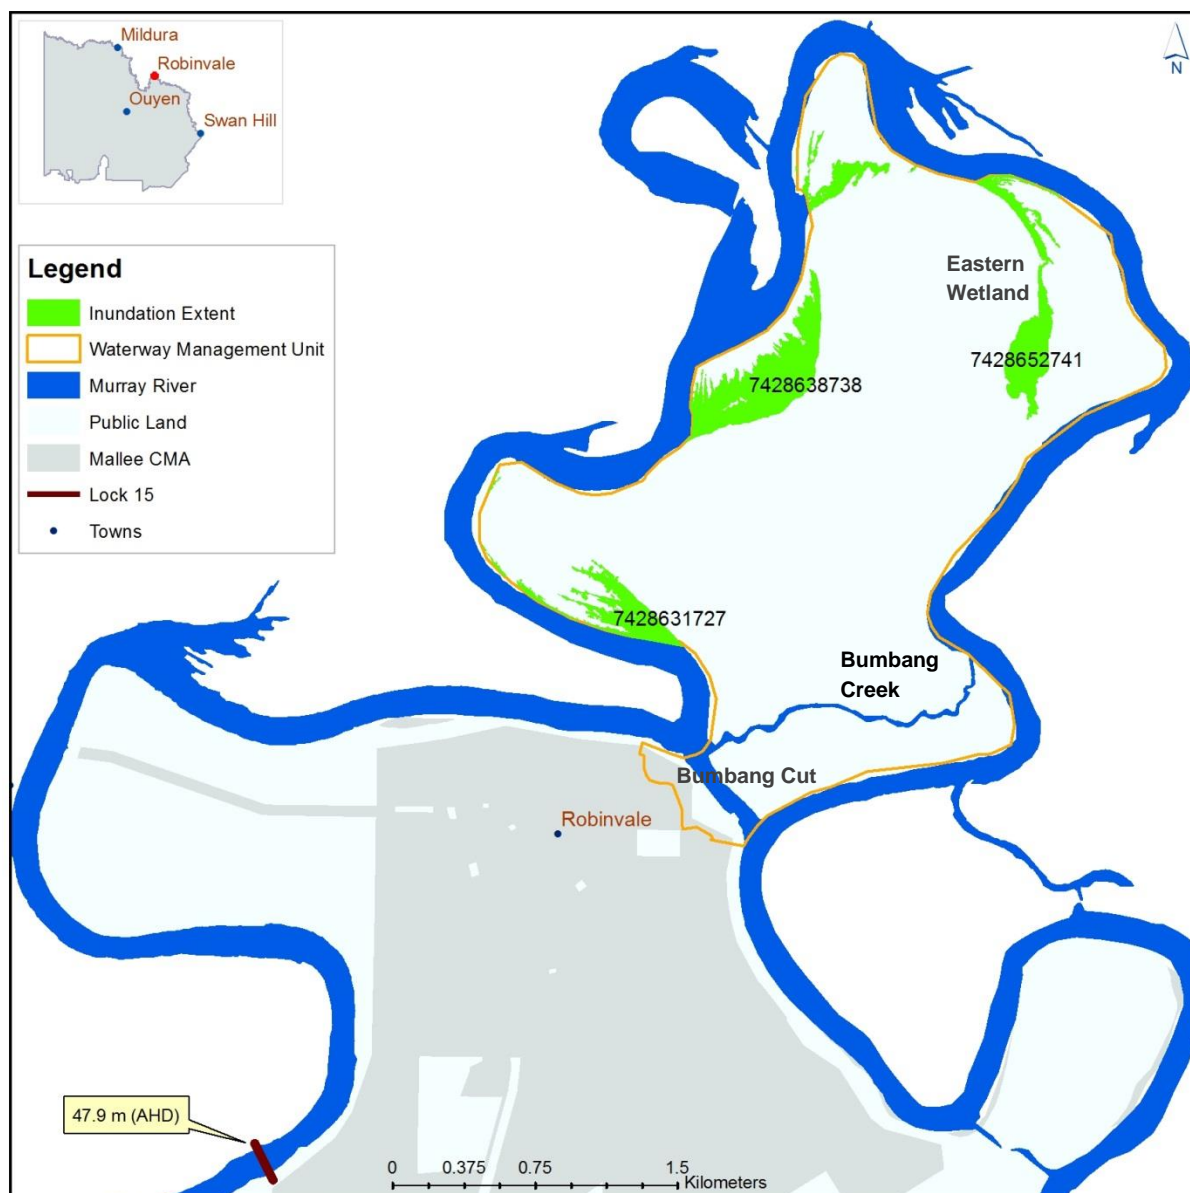 Mildura
Robinvale
Ouyen
Swan Hill
N
Legend
Inundation Extent
Waterway Management Unit
Murray River
Public Land
Mallee CMA
Lock 15
Towns
Eastern
Wetland
7428652741
7428638738
7428631727
Bumbang
Creek
Bumbang Cut
Robinvale
47.9 m (AHD)
0 0.375 0.75 1.5
Kilometers